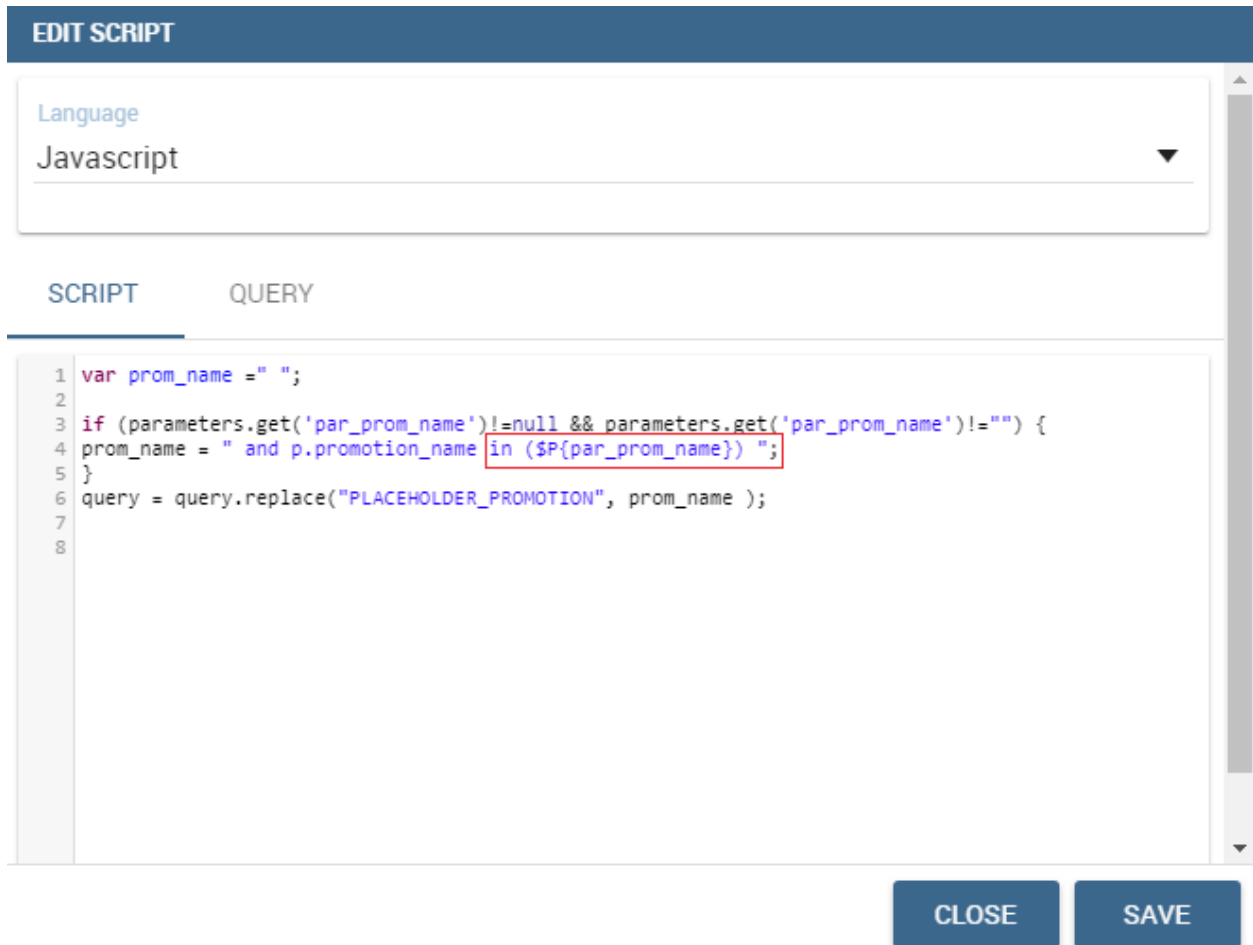 EDIT SCRIPT
Language
Javascript
SCRIPT QUERY
1 var prom_name =" ";
2
3 if (parameters.get('par_prom_name')!=null && parameters.get('par_prom_name')!="") {
4 prom_name = " and p.promotion_name in ($P{par_prom_name}) ";
5 }
6 query = query.replace("PLACEHOLDER_PROMOTION", prom_name );
7
8
CLOSE SAVE